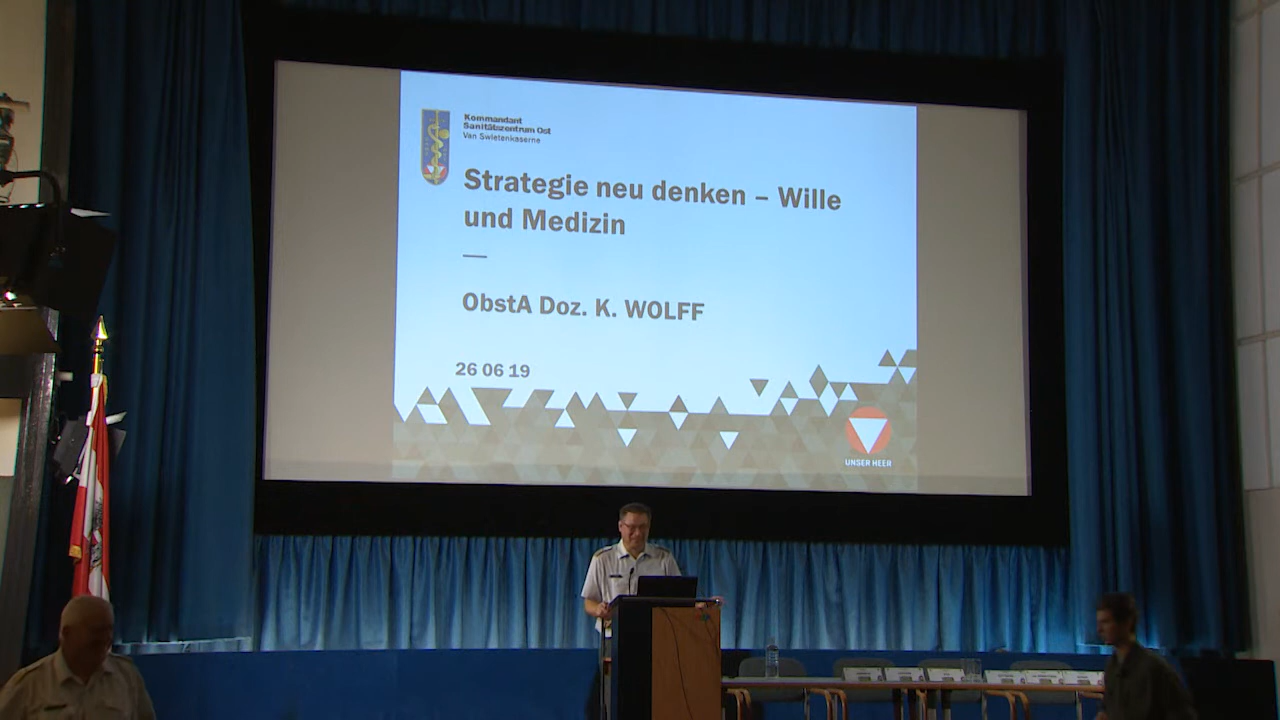 Kommandant
Sanitätszentrum Ost
Van Swietenkaserne
Strategie neu denken – Wille
und Medizin
—
ObstA Doz. K. WOLFF
26 06 19
UNSER HEER